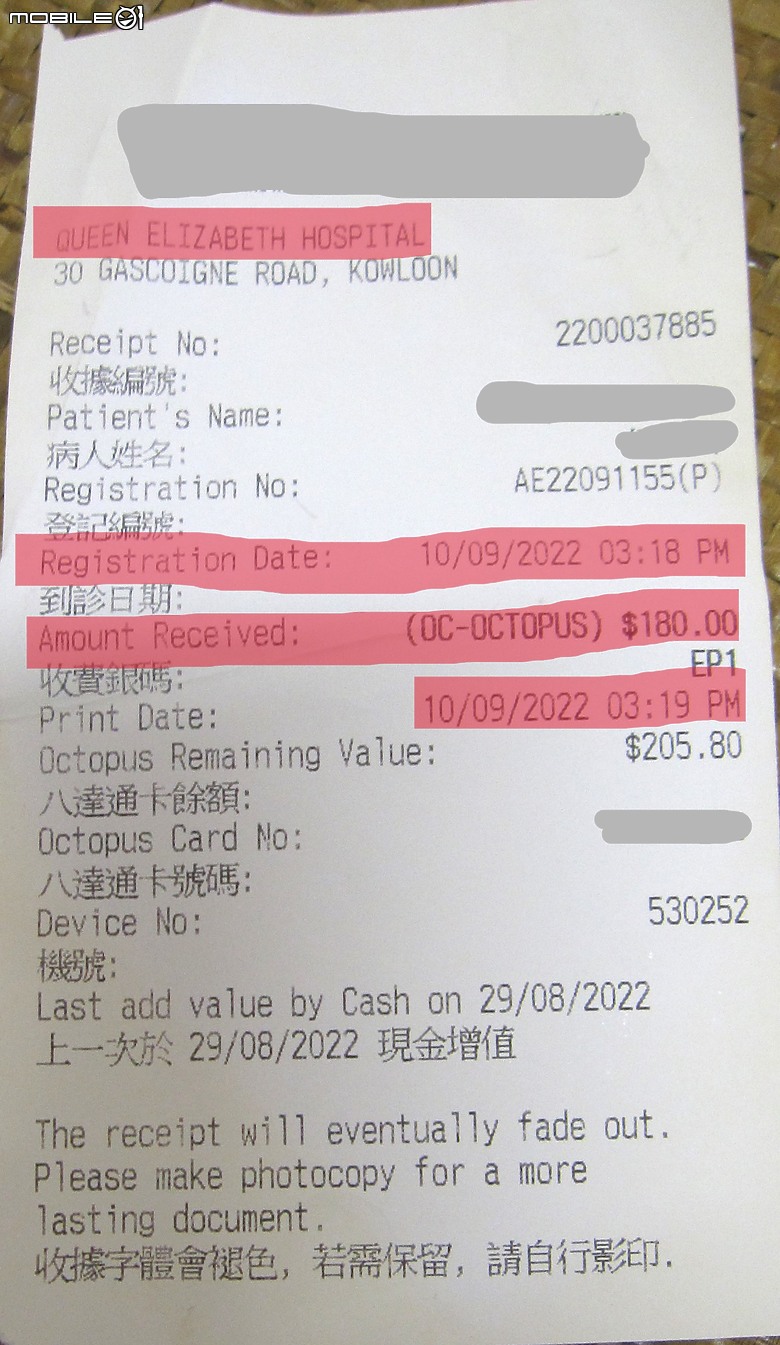 MOBILE01
QUEEN ELIZABETH HOSPITAL
30 GASCOIGNE ROAD, KOWLOON
Receipt No: 2200037885
收據編號:
Patient's Name:
病人姓名:
Registration No: AE22091155(P)
登記編號:
Registration Date: 10/09/2022 03:18 PM
到診日期:
Amount Received: (OC-OCTOPUS) $180.00
收費銀碼: EP1
Print Date: 10/09/2022 03:19 PM
Octopus Remaining Value: $205.80
八達通卡餘額:
Octopus Card No:
八達通卡號碼:
Device No: 530252
機號:
Last add value by Cash on 29/08/2022
上一次於 29/08/2022 現金增值
The receipt will eventually fade out.
Please make photocopy for a more
lasting document.
收據字體會褪色, 若需保留, 請自行影印.